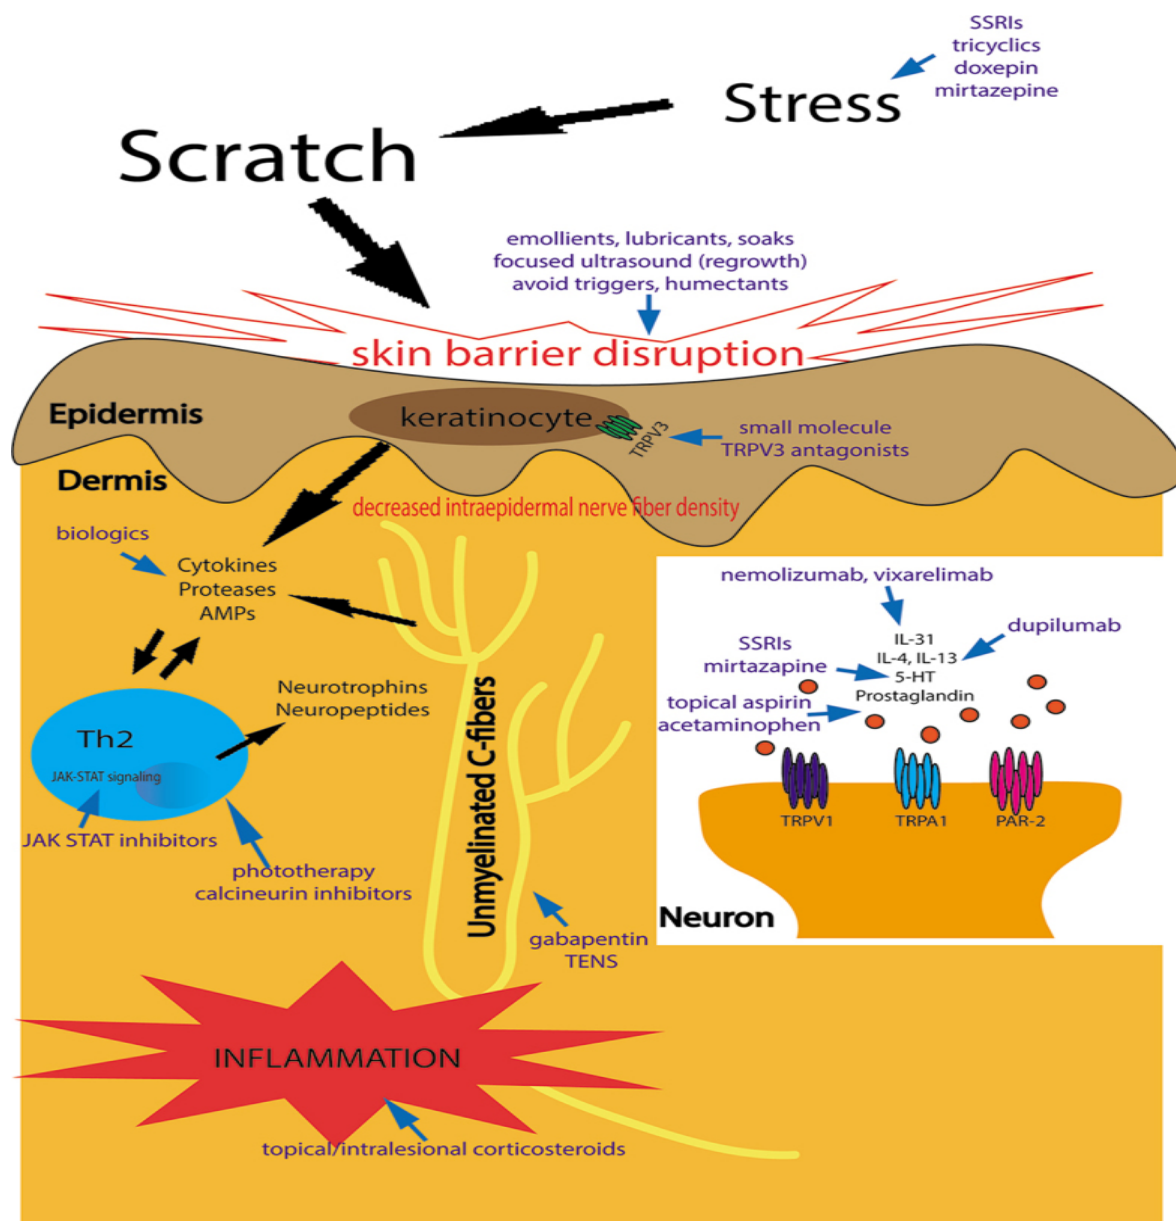 SSRIs
tricyclics
doxepin
mirtazepine
Stress
Scratch
emollients, lubricants, soaks
focused ultrasound (regrowth)
avoid triggers, humectants
skin barrier disruption
Epidermis
keratinocyte
TRPV3
small molecule
TRPV3 antagonists
Dermis
decreased intraepidermal nerve fiber density
biologics
Cytokines
Proteases
AMPs
Neurotrophins
Neuropeptides
Th2
JAK-STAT signaling
JAK STAT inhibitors
phototherapy
calcineurin inhibitors
Unmyelinated C-fibers
gabapentin
TENS
nemolizumab, vixarelimab
IL-31
IL-4, IL-13
5-HT
Prostaglandin
dupilumab
SSRIs
mirtazapine
topical aspirin
acetaminophen
TRPV1
TRPA1
PAR-2
Neuron
INFLAMMATION
topical/intralesional corticosteroids